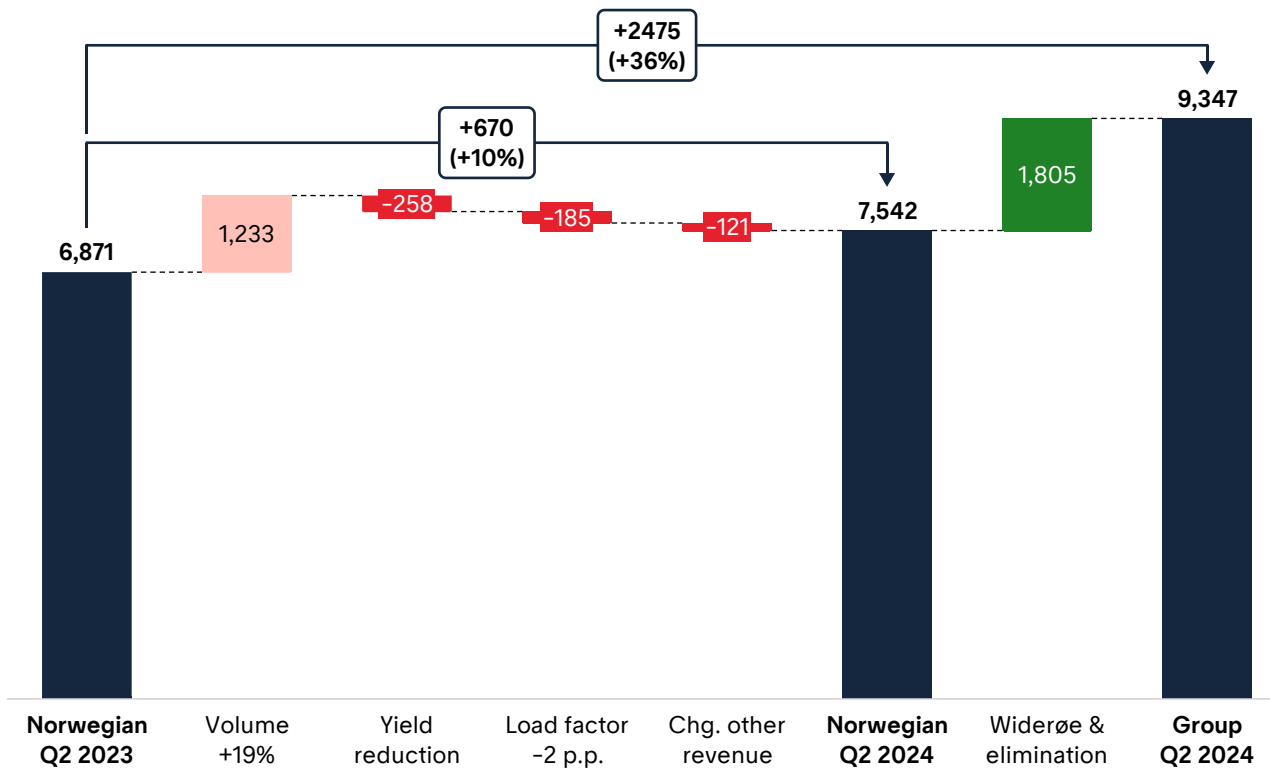 +2475
(+36%)
9,347
+670
(+10%)
1,805
-258
7,542
-185
1,233
-121
6,871
Norwegian
Q2 2023
Volume
+19%
Yield
reduction
Load factor
-2 p.p.
Chg. other
revenue
Norwegian
Q2 2024
Widerøe &
elimination
Group
Q2 2024